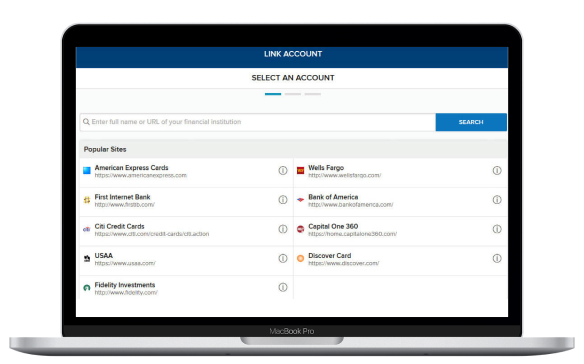 LINK ACCOUNT
SELECT AN ACCOUNT
Enter full name or URL of your financial institution
SEARCH
Popular Sites
American Express Cards
https://www.americanexpress.com
Wells Fargo
http://www.wellsfargo.com/
First Internet Bank
http://www.firstib.com/
Bank of America
http://www.bankofamerica.com/
Citi Credit Cards
https://www.citi.com/credit-cards/citi.action
Capital One 360
https://home.capitalone360.com/
USAA
https://www.usaa.com/
Discover Card
https://www.discover.com/
Fidelity Investments
http://www.fidelity.com/
MacBook Pro